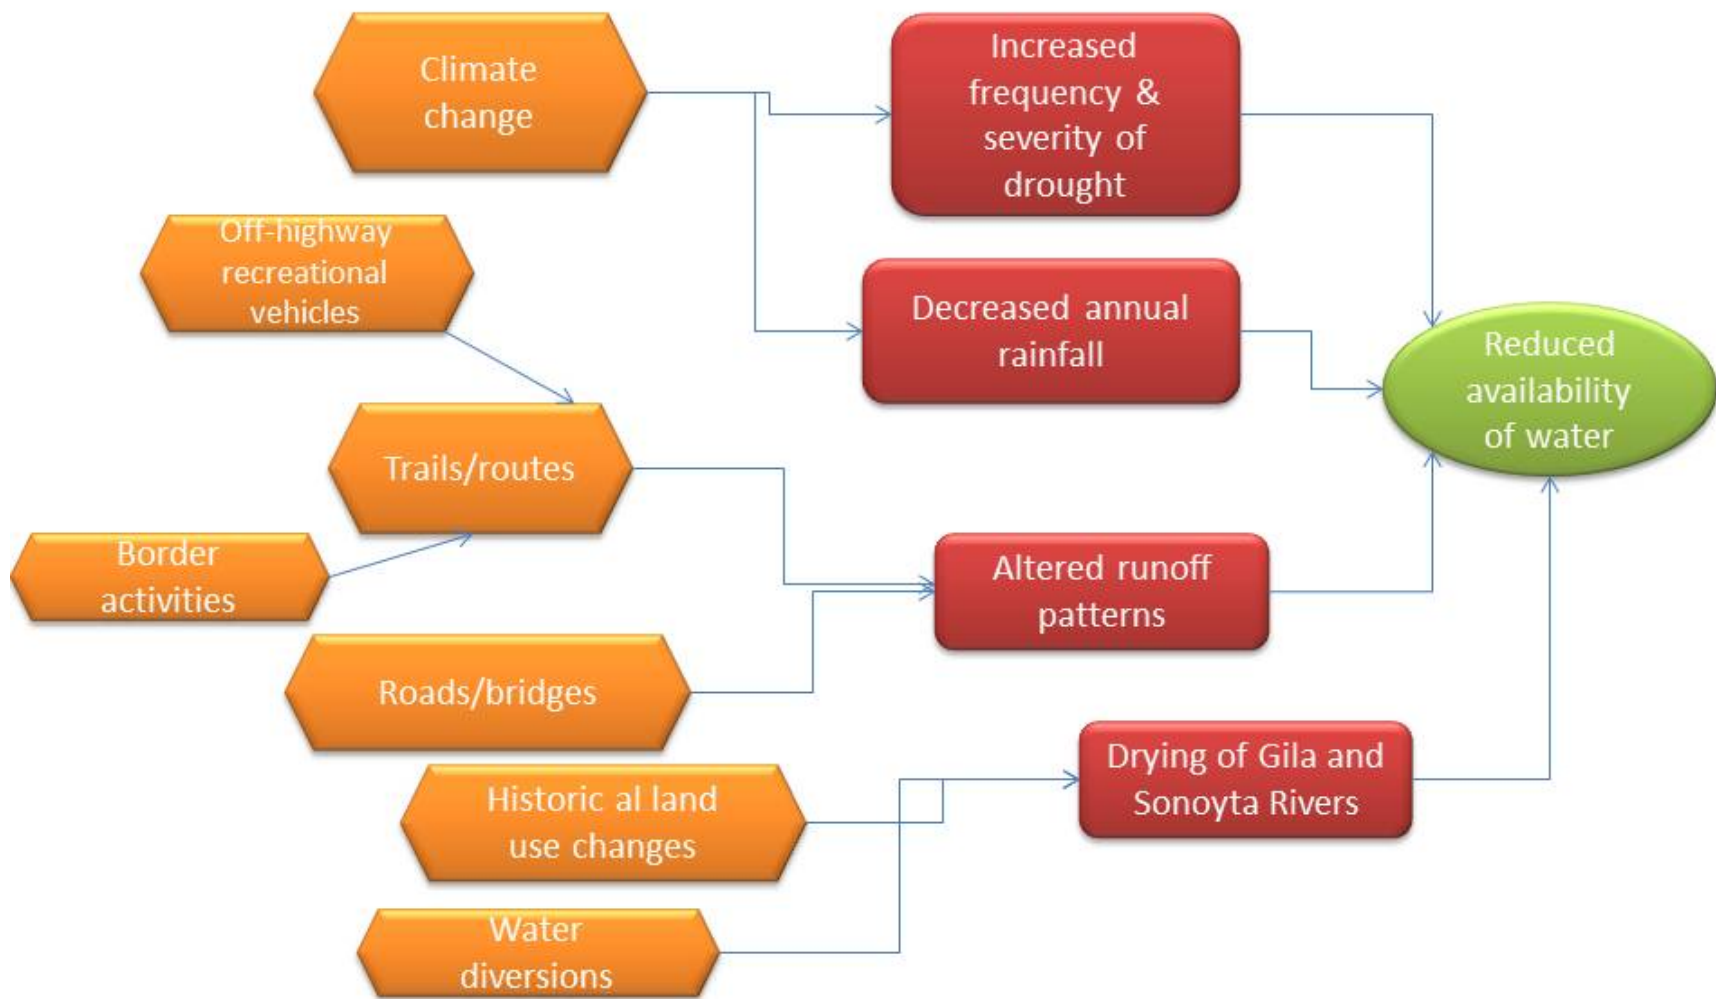 Climate
change
Increased
frequency &
severity of
drought
Off-highway
recreational
vehicles
Decreased annual
rainfall
Reduced
availability
of water
Trails/routes
Border
activities
Altered runoff
patterns
Roads/bridges
Drying of Gila and
Sonoyta Rivers
Historic al land
use changes
Water
diversions